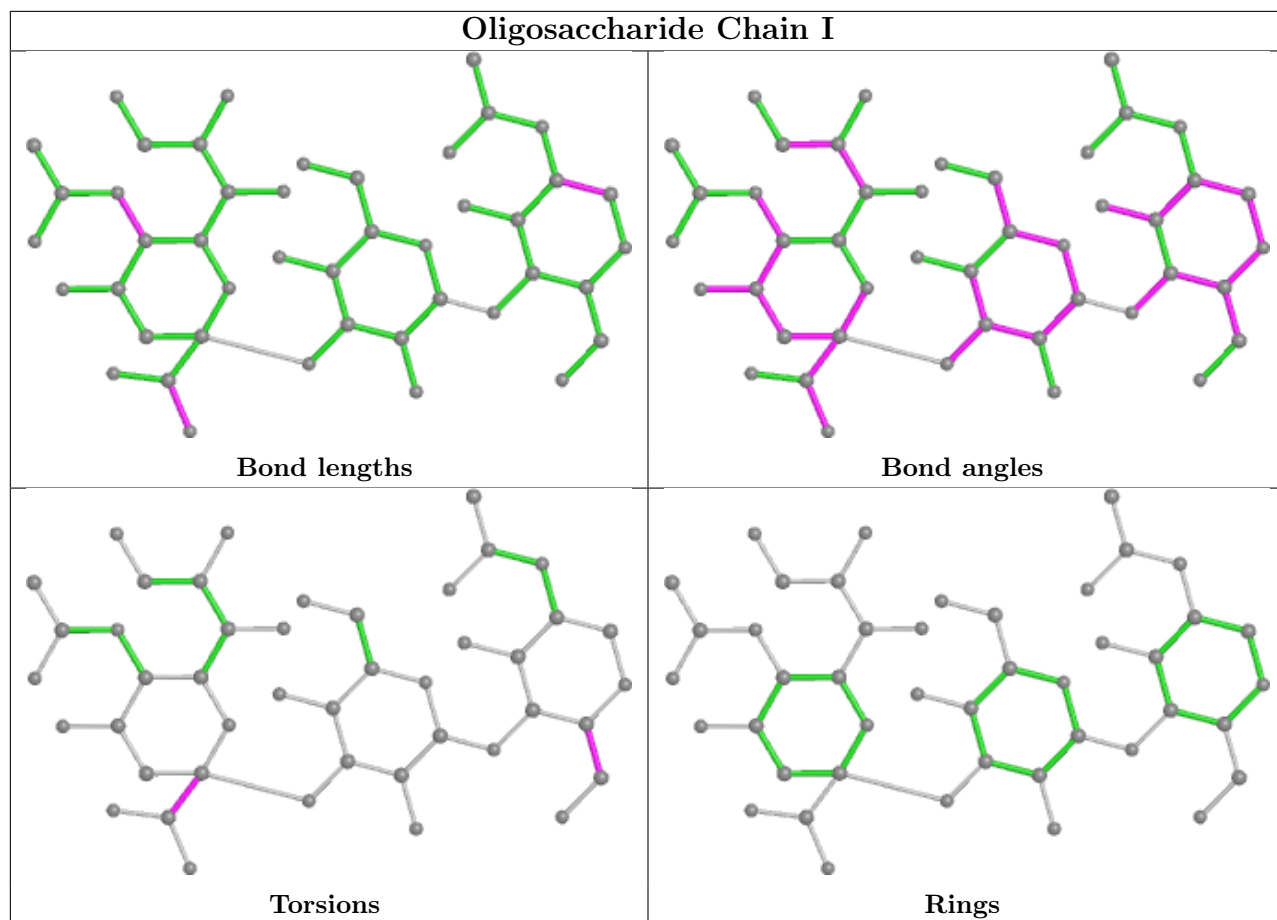 Oligosaccharide Chain I
Bond lengths
Bond angles
Torsions
Rings